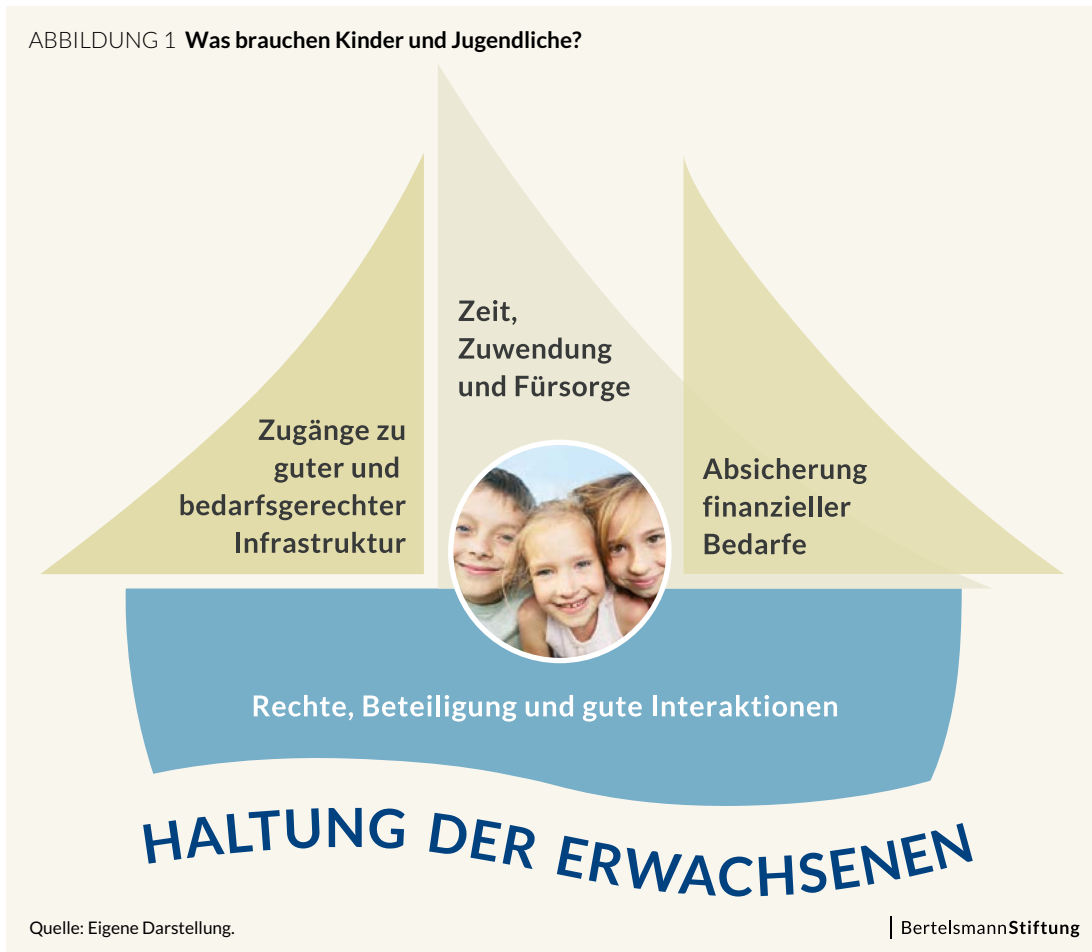 ABBILDUNG 1 Was brauchen Kinder und Jugendliche?
Zeit,
Zuwendung
und Fürsorge
Zugänge zu
guter und
bedarfsgerechter
Infrastruktur
Absicherung
finanzieller
Bedarfe
Rechte, Beteiligung und gute Interaktionen
HALTUNG DER ERWACHSENEN
Quelle: Eigene Darstellung.
BertelsmannStiftung